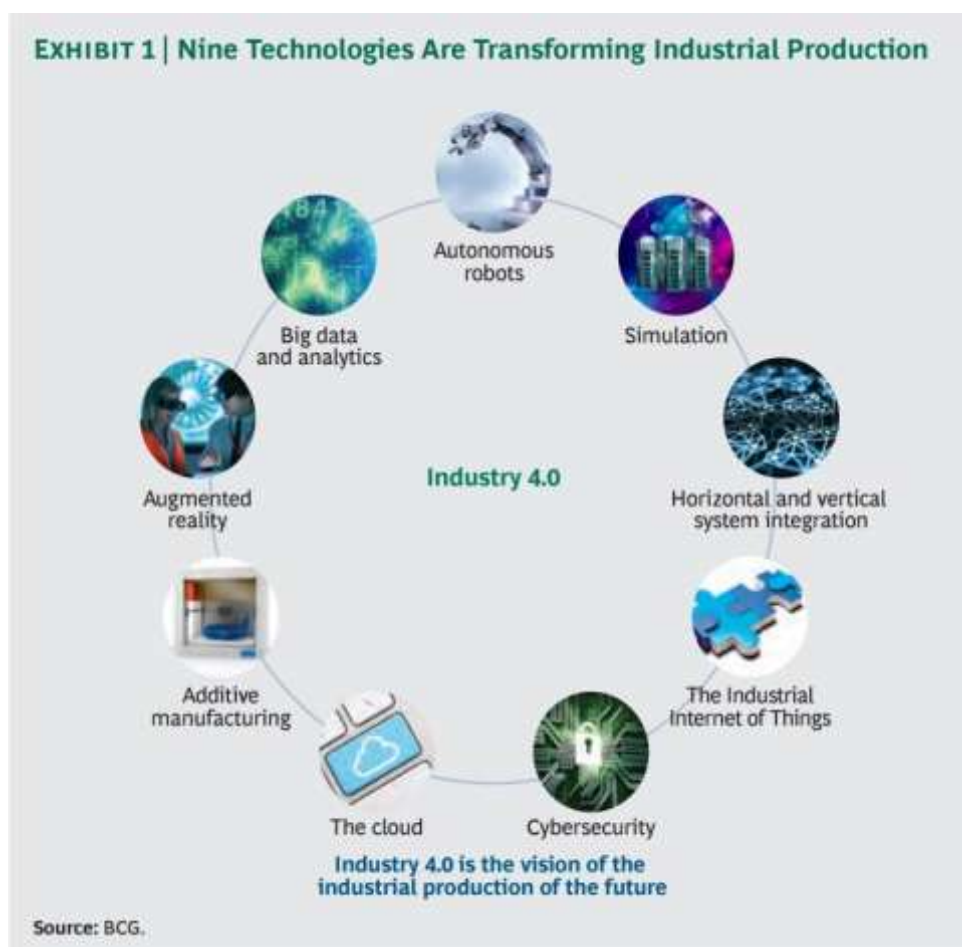 EXHIBIT 1 | Nine Technologies Are Transforming Industrial Production
Autonomous
robots
Simulation
Horizontal and vertical
system integration
The Industrial
Internet of Things
Cybersecurity
The cloud
Additive
manufacturing
Augmented
reality
Big data
and analytics
Industry 4.0
Industry 4.0 is the vision of the
industrial production of the future
Source: BCG.